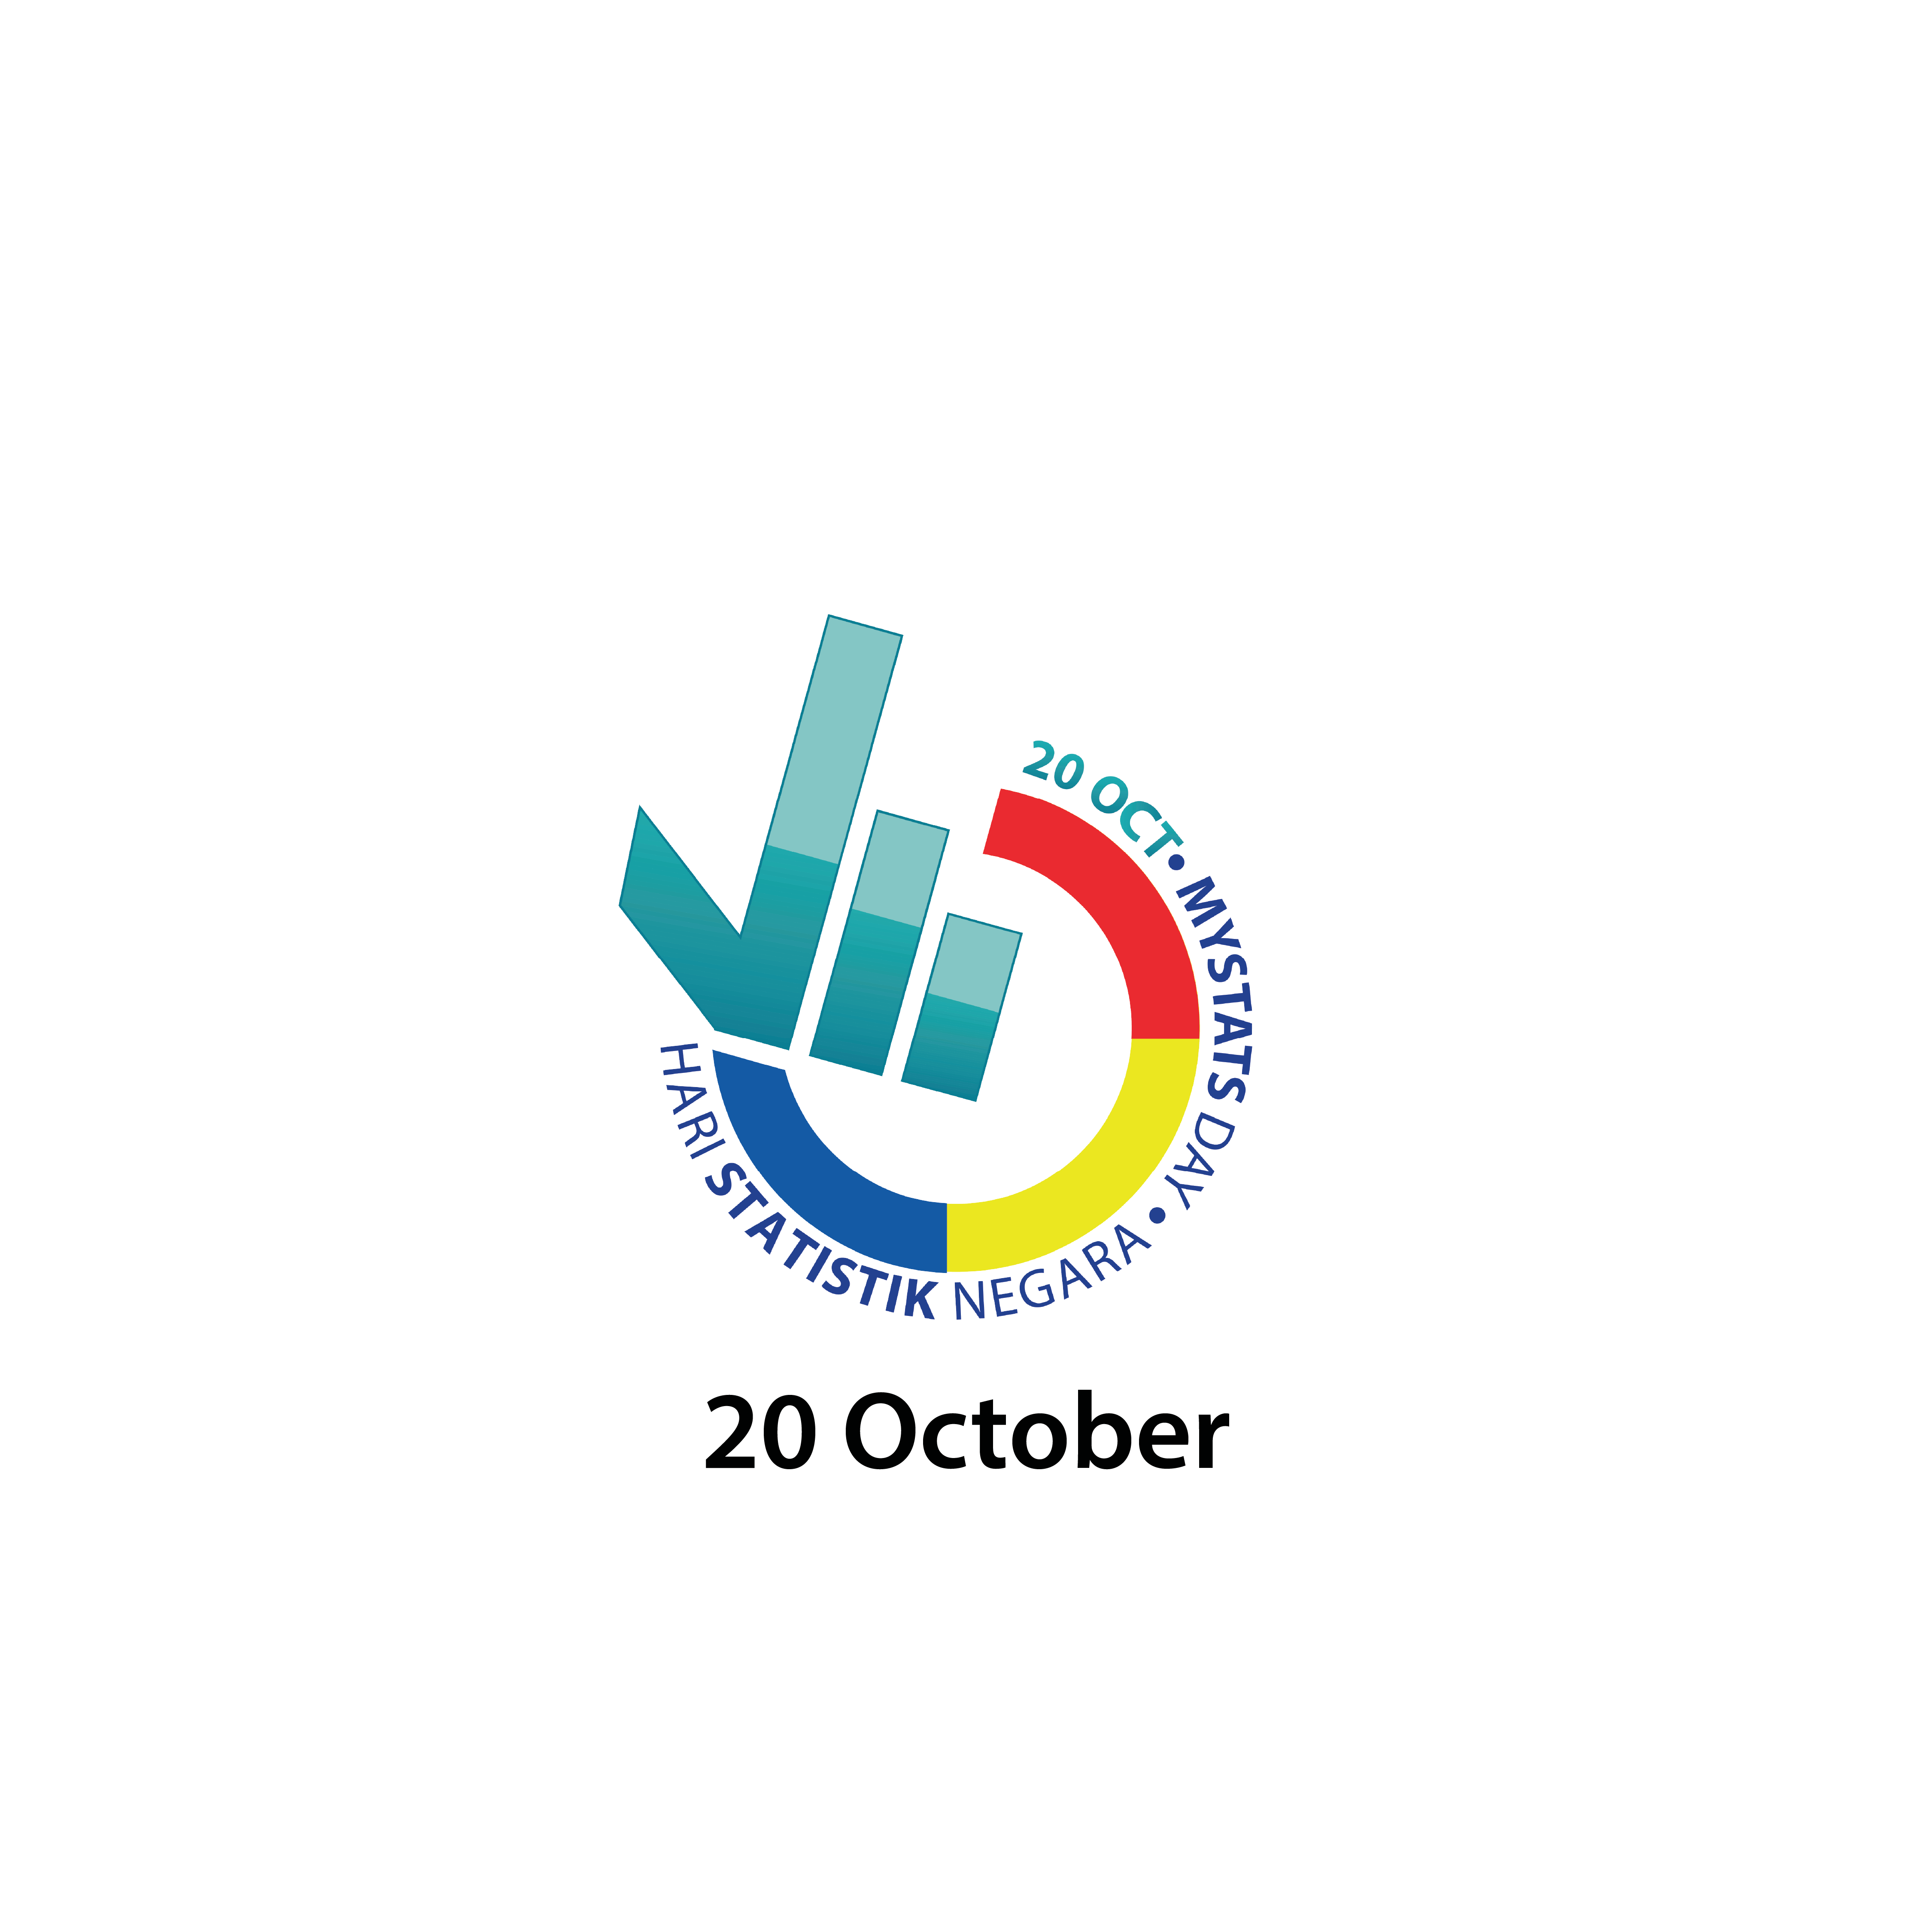 20 OCT • MYSTATS DAY •
HARI STATISTIK NEGARA
20 October